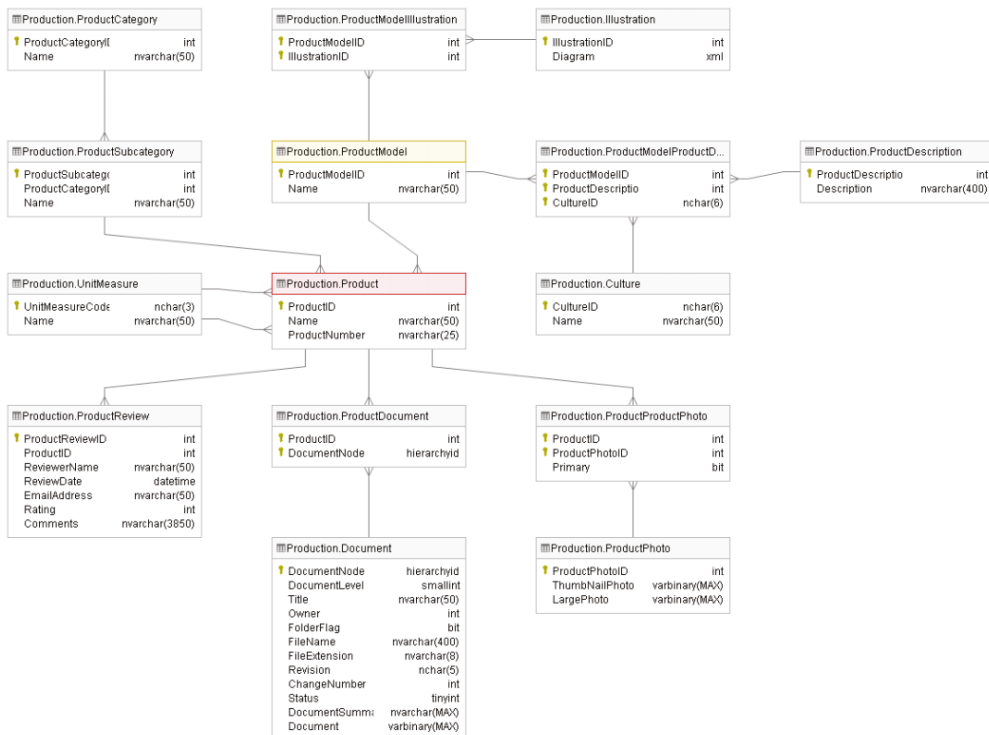 Production.ProductCategory
ProductCategoryI int
Name nvarchar(50)
Production.ProductModelIllustration
ProductModelID int
IllustrationID int
Production.Illustration
IllustrationID int
Diagram xml
Production.ProductSubcategory
ProductSubcateg int
ProductCategoryI int
Name nvarchar(50)
Production.ProductModel
ProductModelID int
Name nvarchar(50)
Production.ProductModelProductD...
ProductModelID int
ProductDescriptio int
CultureID nchar(6)
Production.ProductDescription
ProductDescriptio int
Description nvarchar(400)
Production.UnitMeasure
UnitMeasureCode nchar(3)
Name nvarchar(50)
Production.Product
ProductID int
Name nvarchar(50)
ProductNumber nvarchar(25)
Production.Culture
CultureID nchar(6)
Name nvarchar(50)
Production.ProductReview
ProductReviewID int
ProductID int
ReviewerName nvarchar(50)
ReviewDate datetime
EmailAddress nvarchar(50)
Rating int
Comments nvarchar(3850)
Production.ProductDocument
ProductID int
DocumentNode hierarchyid
Production.ProductProductPhoto
ProductID int
ProductPhotoID int
Primary bit
Production.Document
DocumentNode hierarchyid
DocumentLevel smallint
Title nvarchar(50)
Owner int
FolderFlag bit
FileName nvarchar(400)
FileExtension nvarchar(8)
Revision nchar(5)
ChangeNumber int
Status tinyint
DocumentSumma nvarchar(MAX)
Document varbinary(MAX)
Production.ProductPhoto
ProductPhotoID int
ThumbNailPhoto varbinary(MAX)
LargePhoto varbinary(MAX)